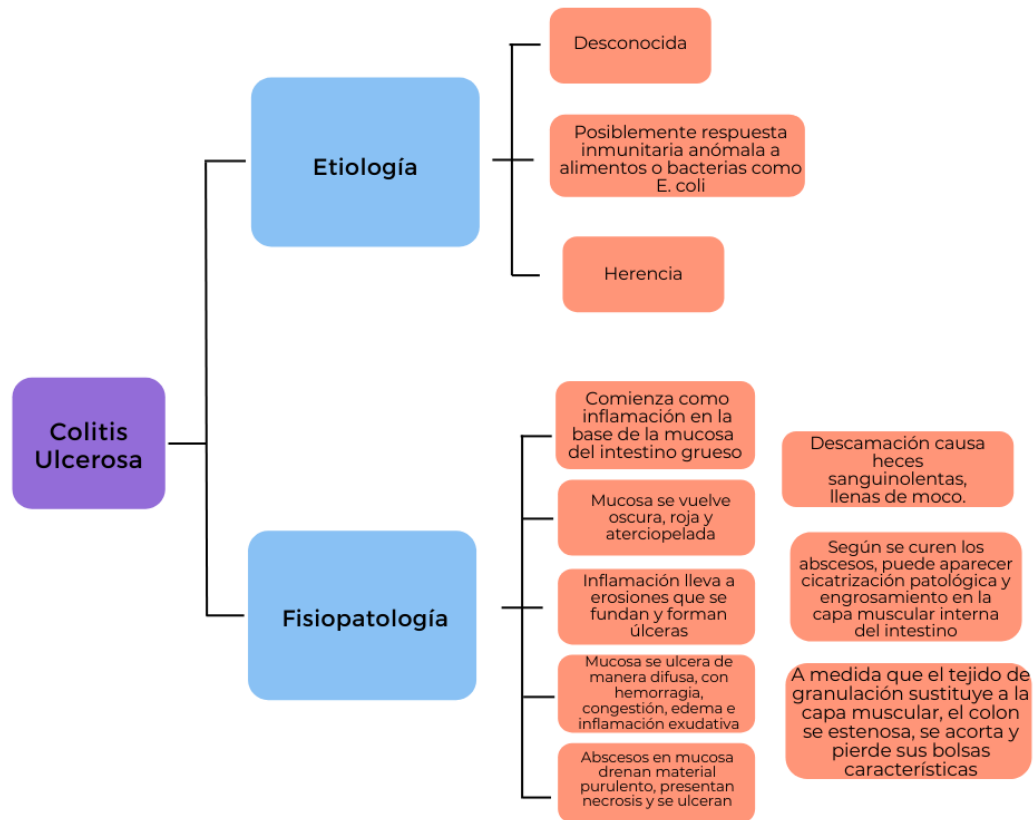 Colitis
Ulcerosa
Etiología
Desconocida
Posiblemente respuesta
inmunitaria anómala a
alimentos o bacterias como
E. coli
Herencia
Fisiopatología
Comienza como
inflamación en la
base de la mucosa
del intestino grueso
Mucosa se vuelve
oscura, roja y
aterciopelada
Inflamación lleva a
erosiones que se
fundan y forman
úlceras
Mucosa se ulcera de
manera difusa, con
hemorragia,
congestión, edema e
inflamación exudativa
Abscesos en mucosa
drenan material
purulento, presentan
necrosis y se ulceran
Descamación causa
heces
sanguinolentas,
llenas de moco.
Según se curen los
abscesos, puede aparecer
cicatrización patológica y
engrosamiento en la
capa muscular interna
del intestino
A medida que el tejido de
granulación sustituye a la
capa muscular, el colon
se estenosa, se acorta y
pierde sus bolsas
características